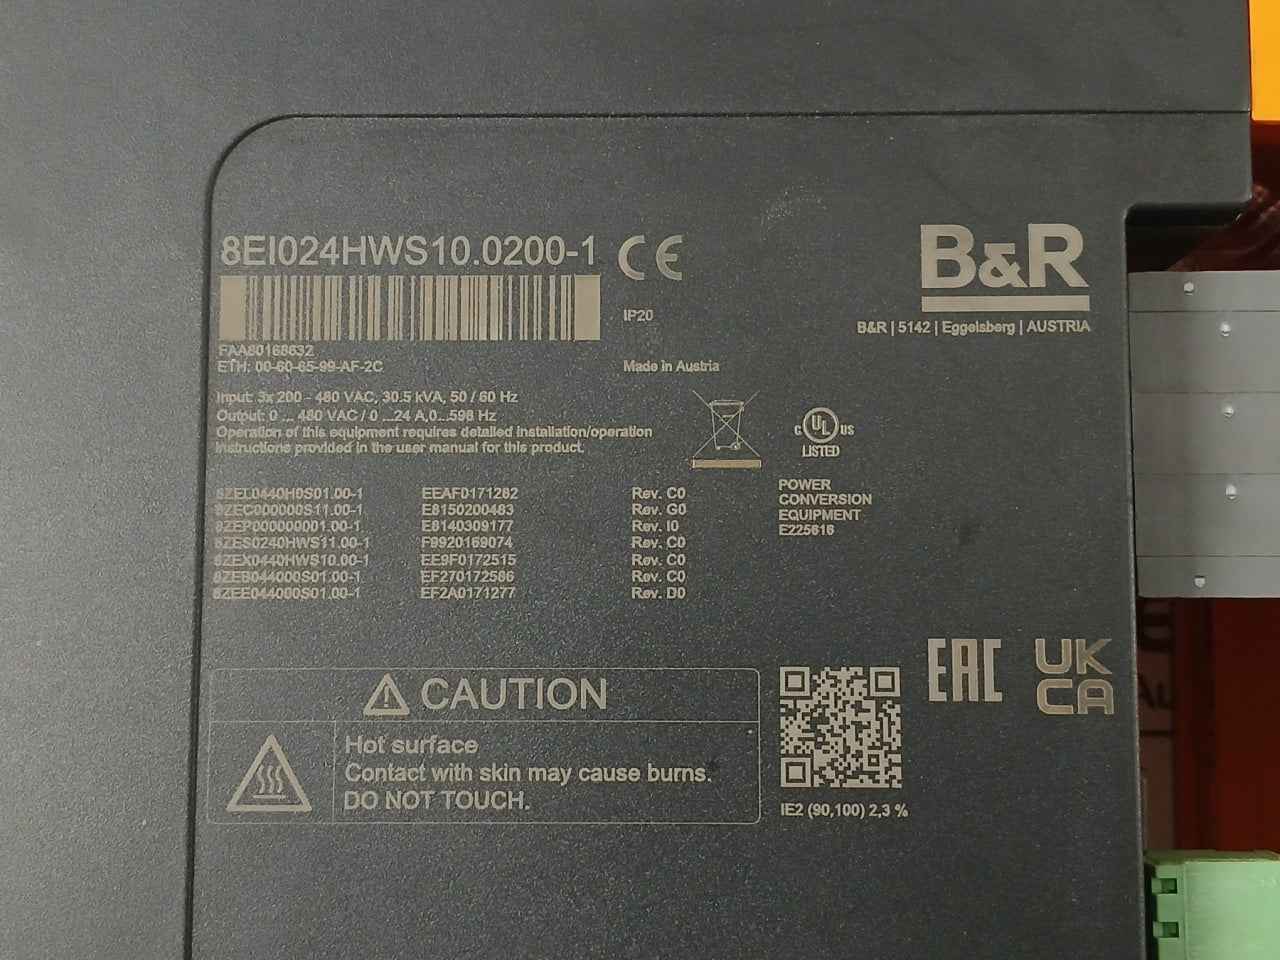 8EI024HWS10.0200-1
CE
B&R
IP20
B&R | 5142 | Eggelsberg | AUSTRIA
FAA80168632
ETH: 00-60-65-99-AF-2C
Made in Austria
Input: 3x 200 - 480 VAC, 30.5 kVA, 50 / 60 Hz
Output: 0 ... 480 VAC / 0 ...24 A,0...598 Hz
Operation of this equipment requires detailed installation/operation
instructions provided in the user manual for this product.
C UL US
LISTED
8ZEL0440H0S01.00-1 EEAF0171282 Rev. C0
8ZEC000000S11.00-1 E8150200483 Rev. G0
8ZEP000000001.00-1 E8140309177 Rev. I0
8ZES0240HWS11.00-1 F9920169074 Rev. C0
8ZEX0440HWS10.00-1 EE9F0172515 Rev. C0
8ZEB044000S01.00-1 EF270172586 Rev. C0
8ZEE044000S01.00-1 EF2A0171277 Rev. D0
POWER
CONVERSION
EQUIPMENT
E225616
EAC
UK
CA
CAUTION
Hot surface
Contact with skin may cause burns.
DO NOT TOUCH.
IE2 (90,100) 2,3 %